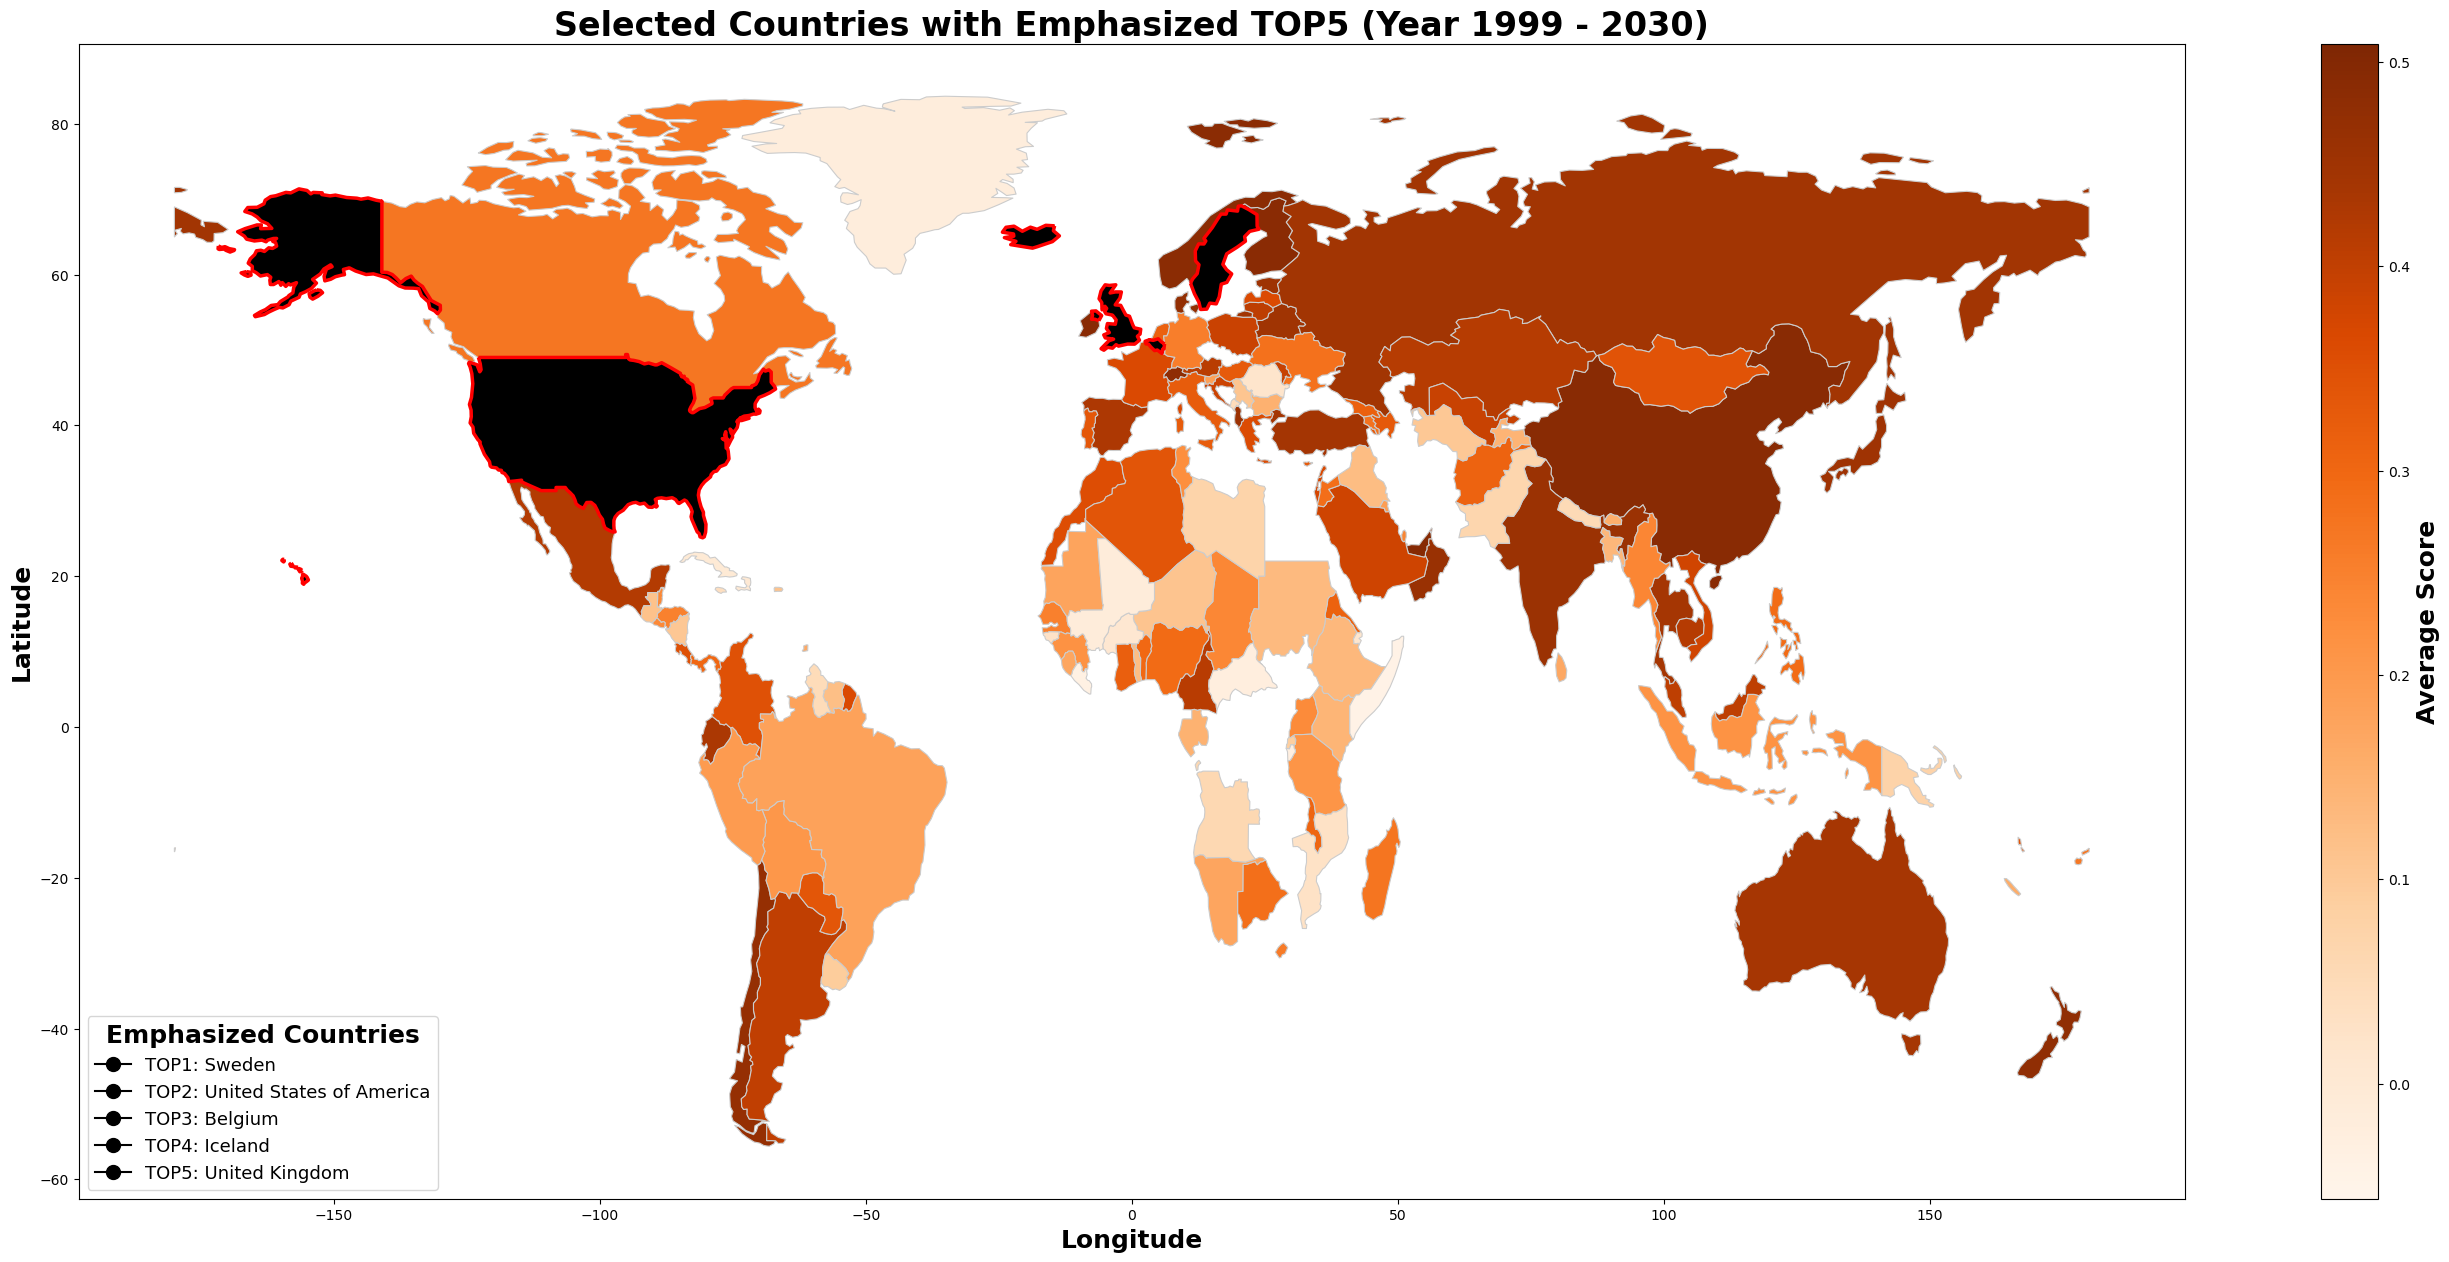 Selected Countries with Emphasized TOP5 (Year 1999 - 2030)
80
60
40
20
0
−20
−40
−60
Latitude
−150
−100
−50
0
50
100
150
Longitude
Emphasized Countries
TOP1: Sweden
TOP2: United States of America
TOP3: Belgium
TOP4: Iceland
TOP5: United Kingdom
0.5
0.4
0.3
0.2
0.1
0.0
Average Score